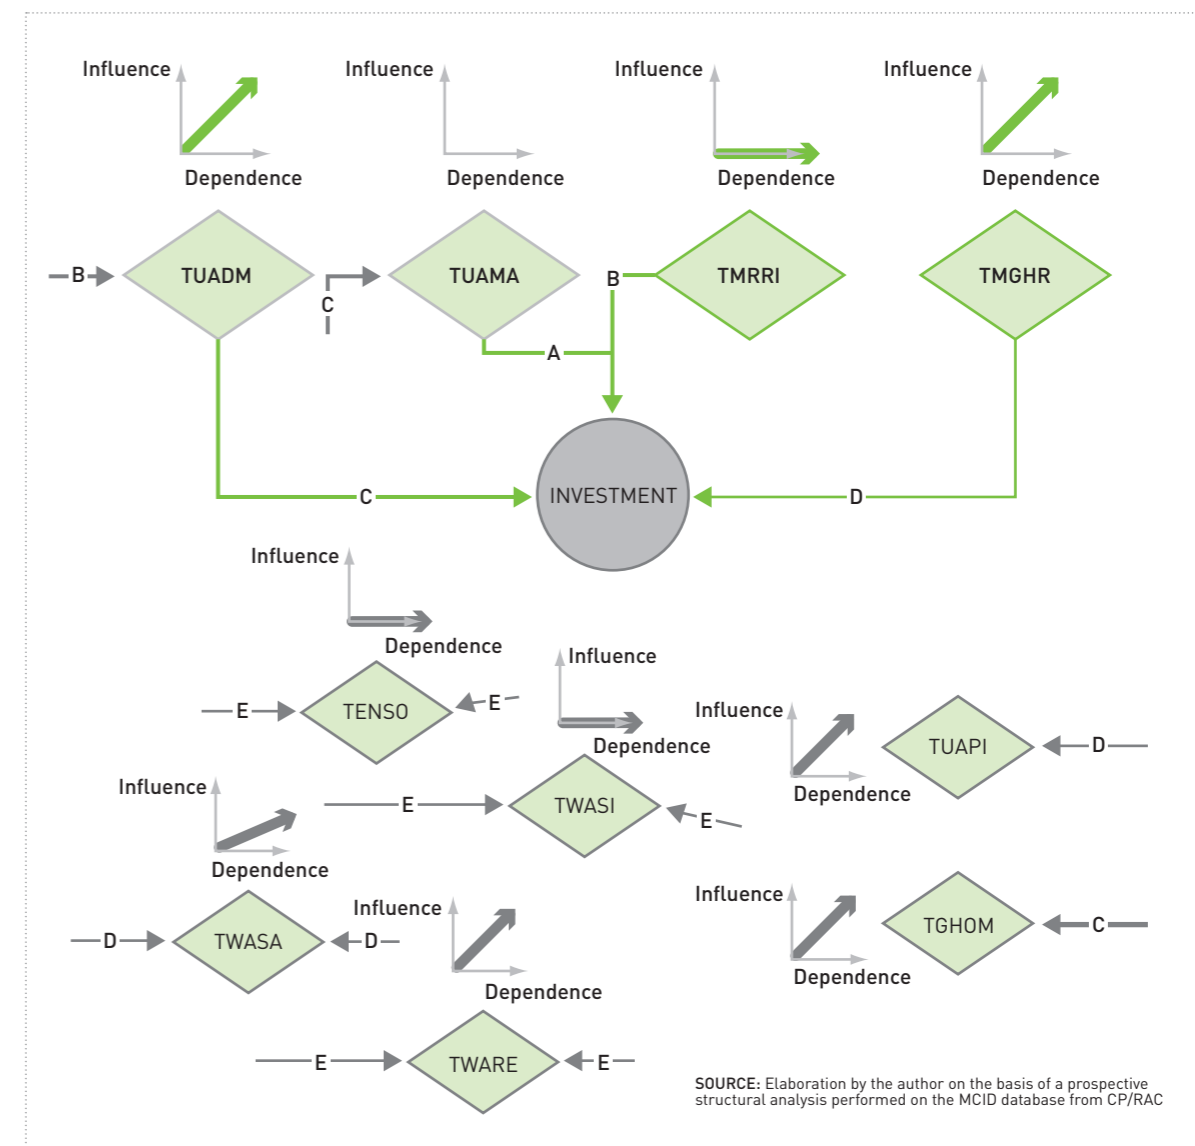 Influence
Dependence
Influence
Dependence
Influence
Dependence
Influence
Dependence
B
TUADM
C
TUAMA
B
TMRRI
TMGHR
A
C
INVESTMENT
D
Influence
Dependence
E
TENSO
E
Influence
Dependence
E
TWASI
E
Influence
Dependence
TUAPI
D
Influence
Dependence
D
TWASA
D
Influence
Dependence
E
TWARE
E
Influence
Dependence
TGHOM
C
SOURCE: Elaboration by the author on the basis of a prospective
structural analysis performed on the MCID database from CP/RAC